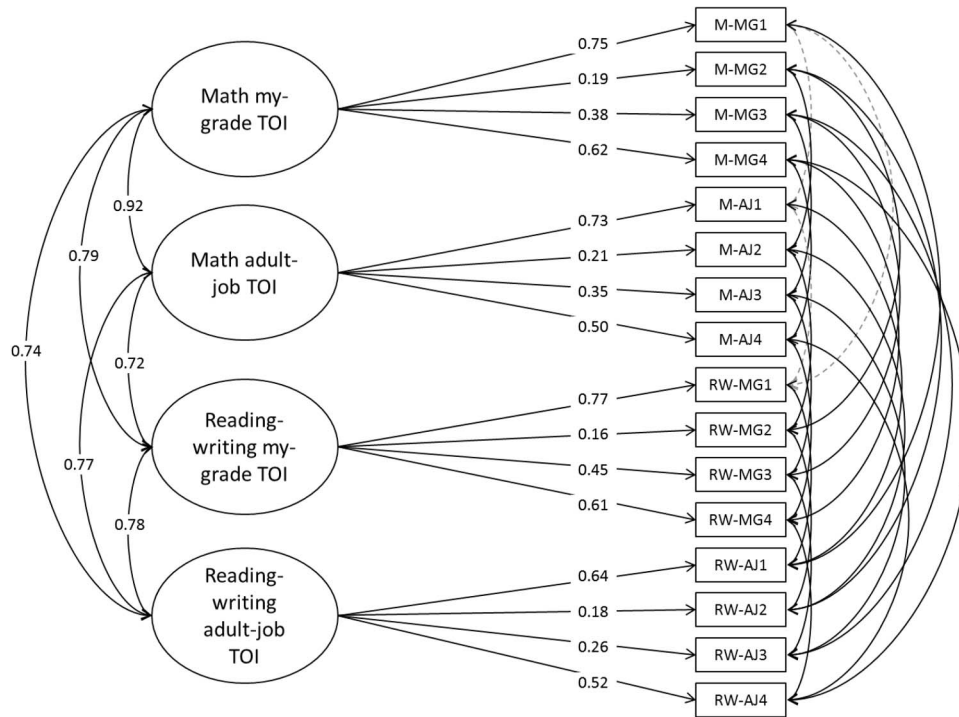 M-MG1
0.75
M-MG2
0.19
Math my-
grade TOI
M-MG3
0.38
M-MG4
0.62
0.92
M-AJ1
0.73
M-AJ2
0.21
0.79
Math adult-
job TOI
M-AJ3
0.35
0.50
M-AJ4
0.74
0.72
RW-MG1
0.77
RW-MG2
0.16
Reading-
writing my-
grade TOI
0.77
RW-MG3
0.45
0.61
RW-MG4
0.78
RW-AJ1
0.64
Reading-
writing
adult-job
TOI
RW-AJ2
0.18
RW-AJ3
0.26
0.52
RW-AJ4